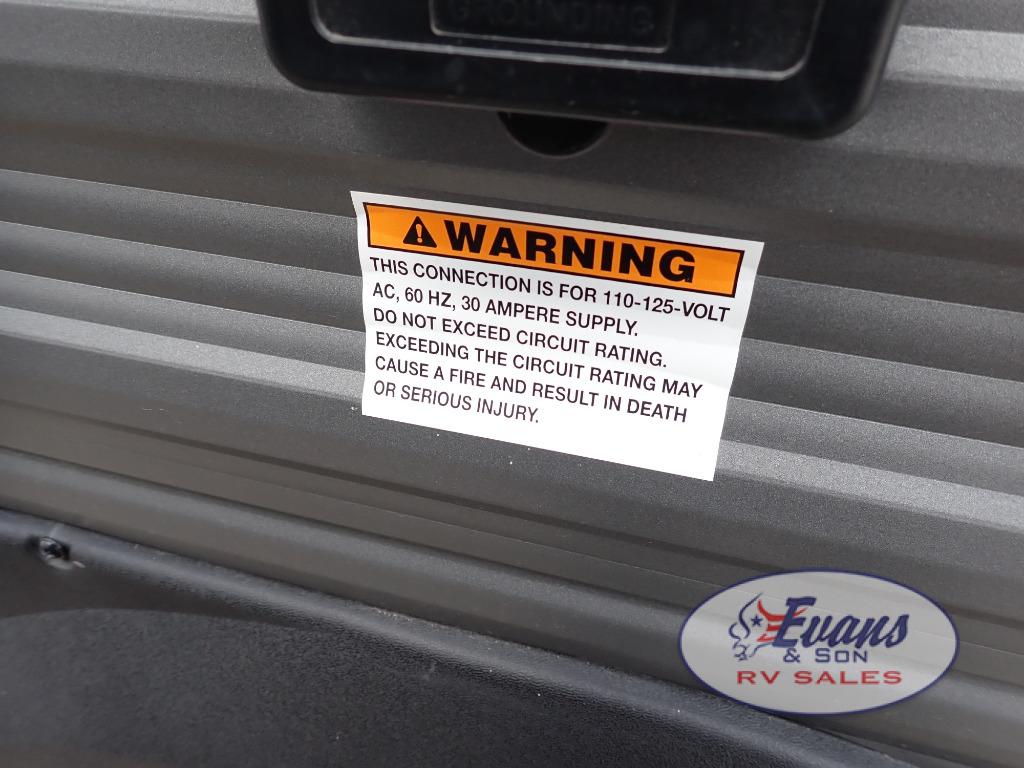 GROUNDING
WARNING
THIS CONNECTION IS FOR 110-125-VOLT
AC, 60 HZ, 30 AMPERE SUPPLY.
DO NOT EXCEED CIRCUIT RATING.
EXCEEDING THE CIRCUIT RATING MAY
CAUSE A FIRE AND RESULT IN DEATH
OR SERIOUS INJURY.
Evans
& SON
RV SALES